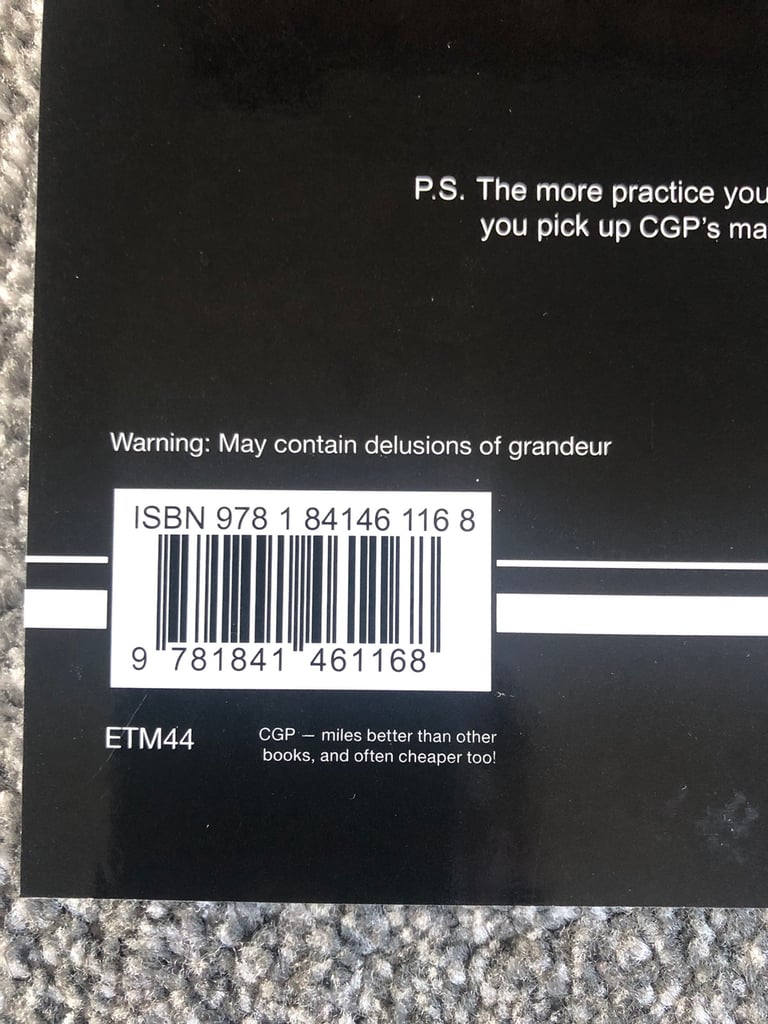 P.S. The more practice you
you pick up CGP's ma
Warning: May contain delusions of grandeur
ISBN 978 1 84146 116 8
9 781841 461168
ETM44
CGP — miles better than other
books, and often cheaper too!